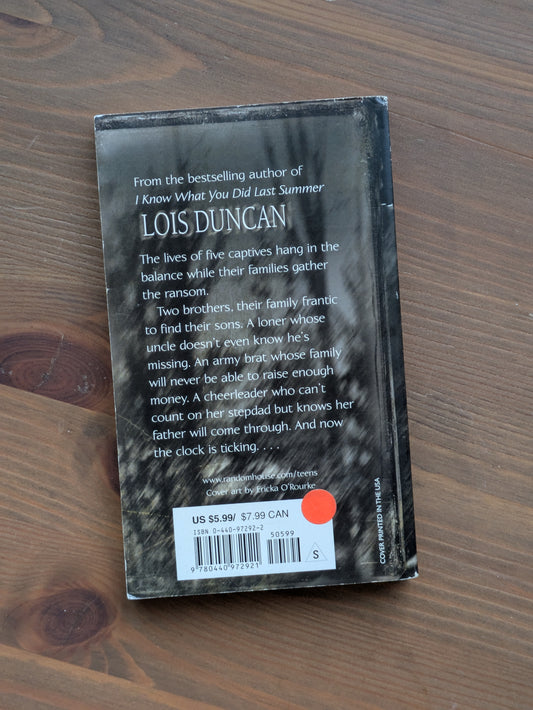 From the bestselling author of
I Know What You Did Last Summer
LOIS DUNCAN
The lives of five captives hang in the
balance while their families gather
the ransom.
Two brothers, their family frantic
to find their sons. A loner whose
uncle doesn't even know he's
missing. An army brat whose family
will never be able to raise enough
money. A cheerleader who can't
count on her stepdad but knows her
father will come through. And now
the clock is ticking. . . .
www.randomhouse.com/teens
Cover art by Ericka O'Rourke
US $5.99/ $7.99 CAN
ISBN 0-440-97292-2
50599
9 780440 972921
S
COVER PRINTED IN THE USA